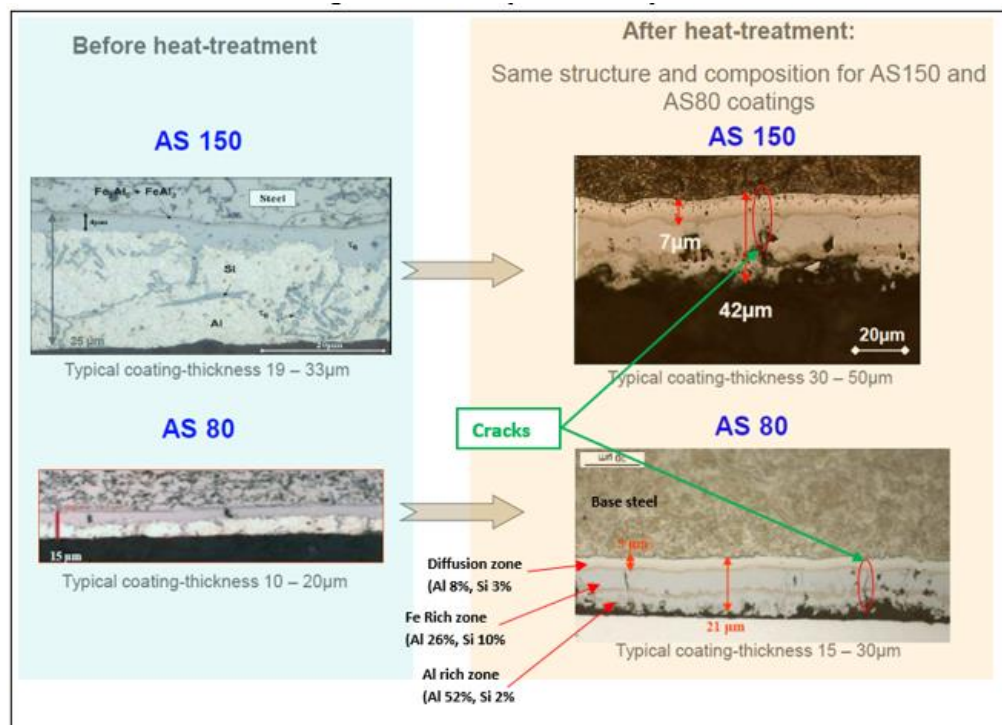 Before heat-treatment
AS 150
Steel
4µm
τ₆
Si
τ₆
Al
25 µm
20µm
Typical coating-thickness 19 – 33µm
AS 80
15 µm
Typical coating-thickness 10 – 20µm
After heat-treatment:
Same structure and composition for AS150 and
AS80 coatings
AS 150
7µm
42µm
20µm
Typical coating-thickness 30 – 50µm
Cracks
AS 80
Base steel
21 µm
Typical coating-thickness 15 – 30µm
Diffusion zone
(Al 8%, Si 3%
Fe Rich zone
(Al 26%, Si 10%
Al rich zone
(Al 52%, Si 2%